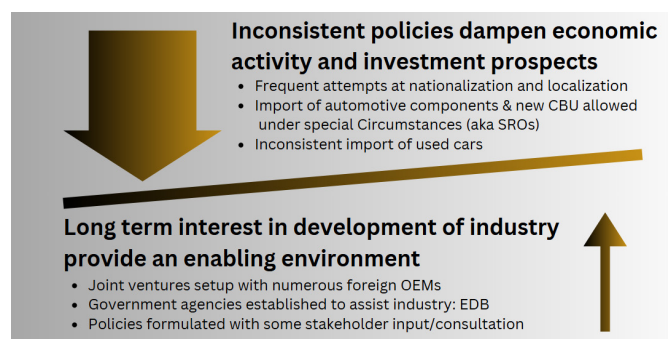 Inconsistent policies dampen economic
activity and investment prospects
• Frequent attempts at nationalization and localization
• Import of automotive components & new CBU allowed
under special Circumstances (aka SROs)
• Inconsistent import of used cars
Long term interest in development of industry
provide an enabling environment
• Joint ventures setup with numerous foreign OEMs
• Government agencies established to assist industry: EDB
• Policies formulated with some stakeholder input/consultation